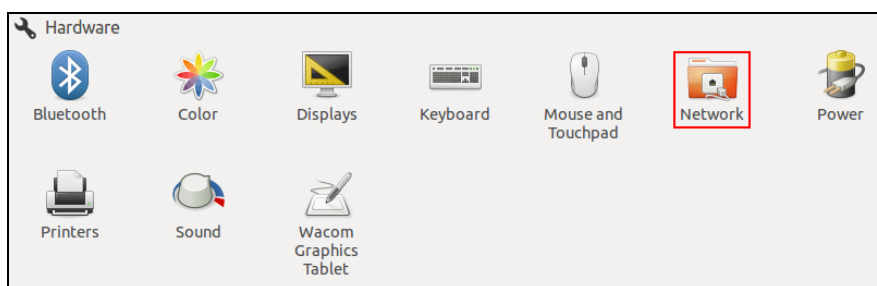 Hardware
Bluetooth
Color
Displays
Keyboard
Mouse and
Touchpad
Network
Power
Printers
Sound
Wacom
Graphics
Tablet